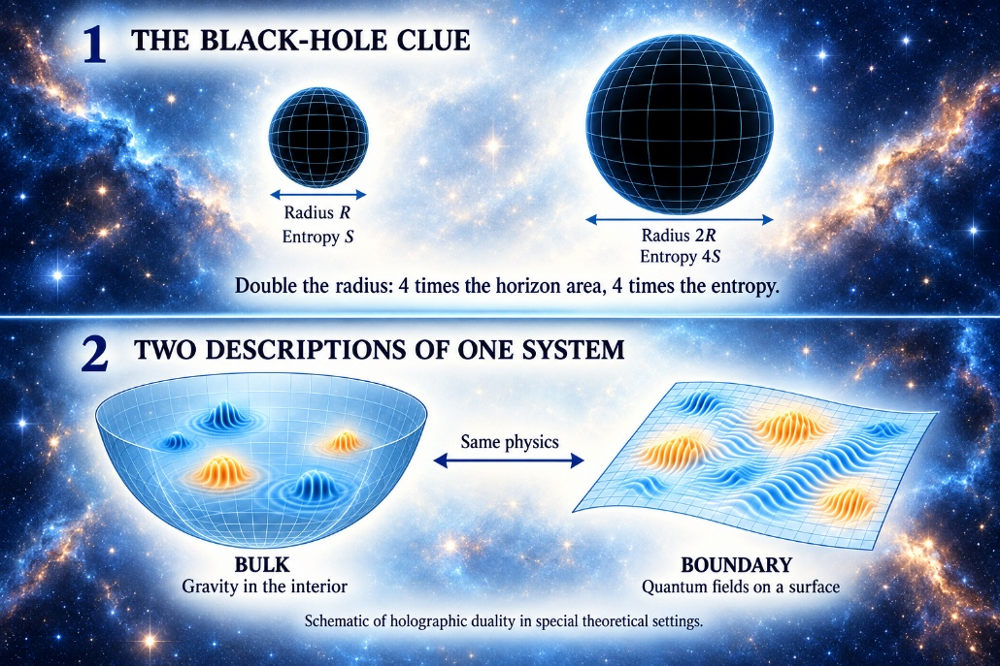 1 THE BLACK-HOLE CLUE
Radius R
Entropy S
Radius 2R
Entropy 4S
Double the radius: 4 times the horizon area, 4 times the entropy.
2 TWO DESCRIPTIONS OF ONE SYSTEM
Same physics
BULK
Gravity in the interior
BOUNDARY
Quantum fields on a surface
Schematic of holographic duality in special theoretical settings.